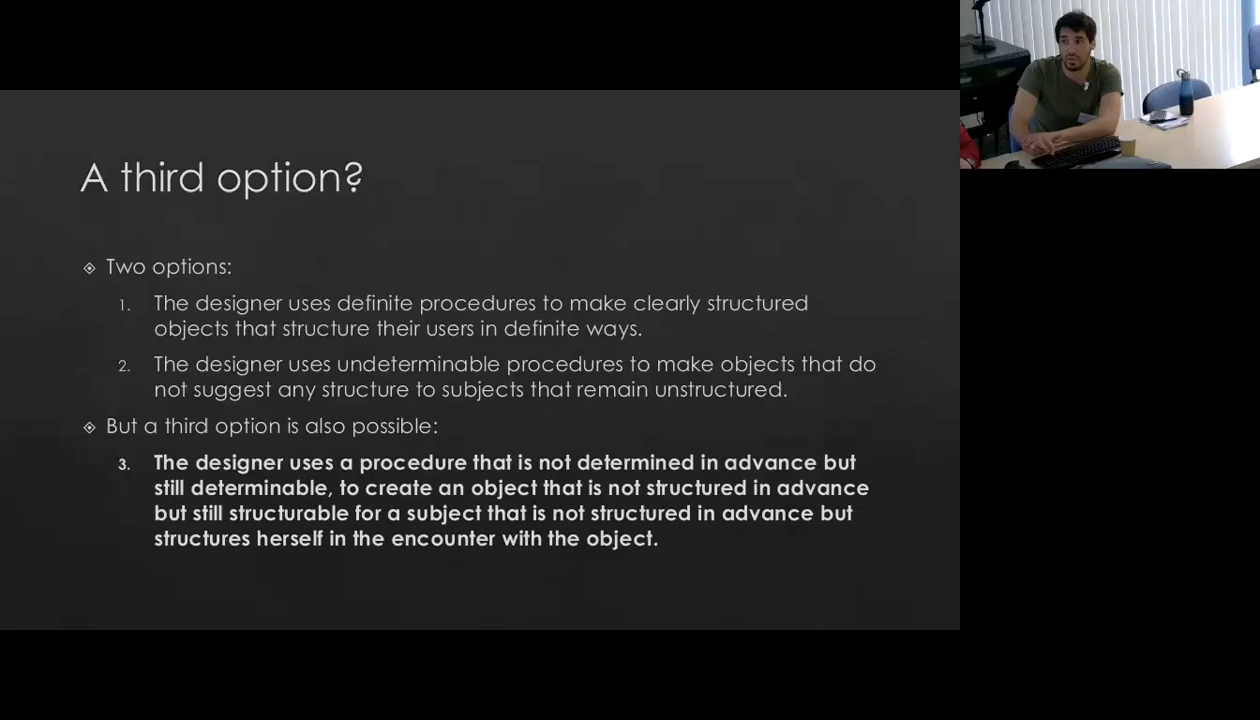 A third option?
Two options:
1. The designer uses definite procedures to make clearly structured
objects that structure their users in definite ways.
2. The designer uses undeterminable procedures to make objects that do
not suggest any structure to subjects that remain unstructured.
But a third option is also possible:
3. The designer uses a procedure that is not determined in advance but
still determinable, to create an object that is not structured in advance
but still structurable for a subject that is not structured in advance but
structures herself in the encounter with the object.